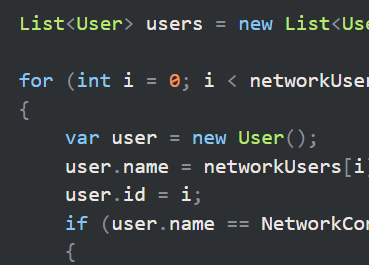 List<User> users = new List<Use
for (int i = 0; i < networkUser
{
var user = new User();
user.name = networkUsers[i]
user.id = i;
if (user.name == NetworkCon
{